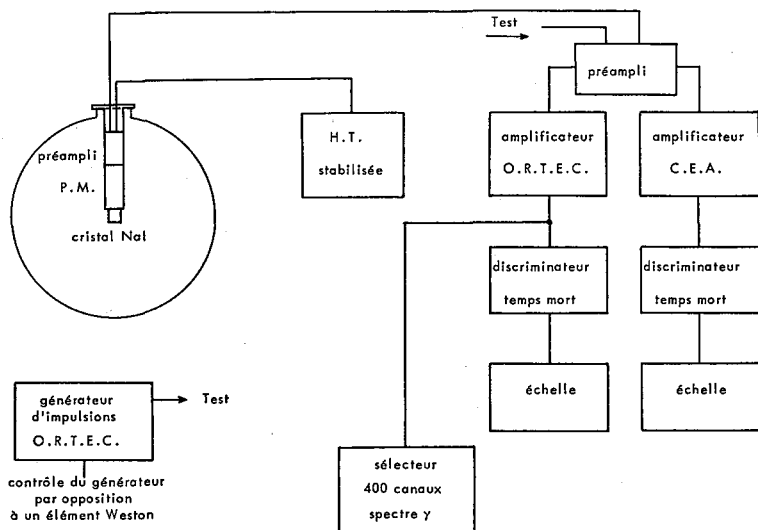 Test
préampli
H.T.
stabilisée
amplificateur
O.R.T.E.C.
amplificateur
C.E.A.
préampli
P.M.
cristal NaI
discriminateur
temps mort
discriminateur
temps mort
échelle
échelle
générateur
d'impulsions
O.R.T.E.C.
Test
contrôle du générateur
par opposition
à un élément Weston
sélecteur
400 canaux
spectre γ